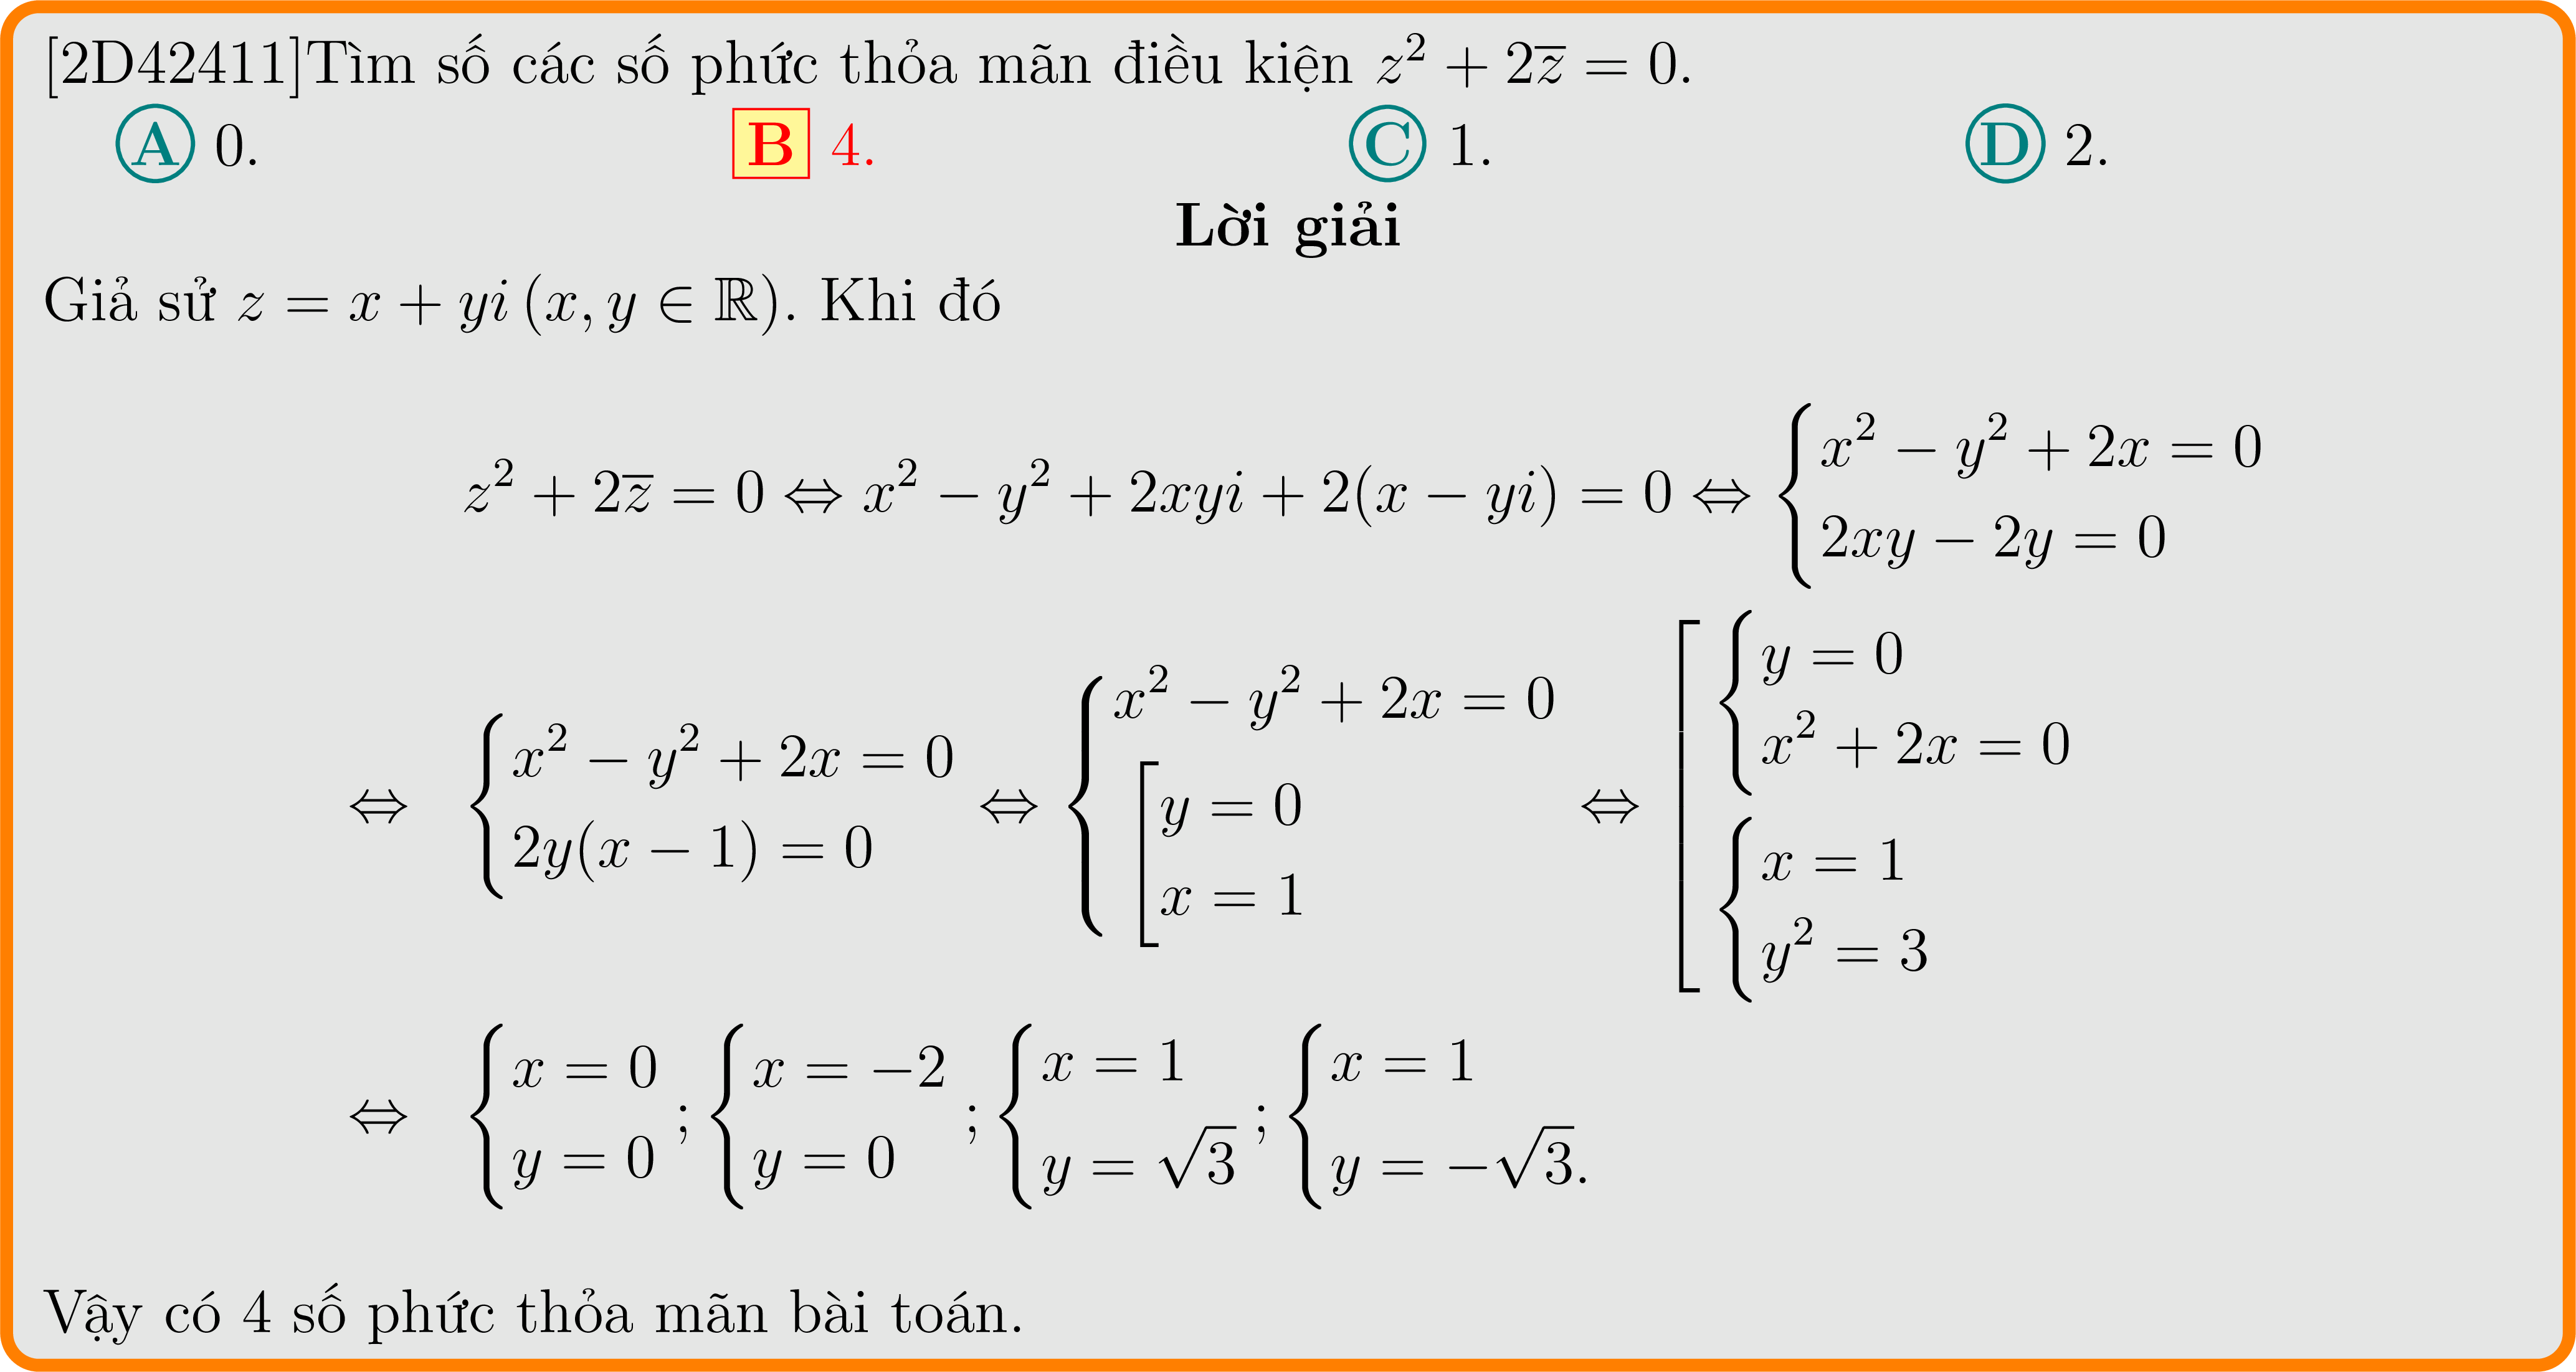 [2D42411]Tìm số các số phức thỏa mãn điều kiện $z^2 + 2\overline{z} = 0$.
A 0. B 4. C 1. D 2.
Lời giải
Giả sử $z = x + yi \, (x, y \in \mathbb{R})$. Khi đó
$z^2 + 2\overline{z} = 0 \Leftrightarrow x^2 - y^2 + 2xyi + 2(x - yi) = 0 \Leftrightarrow \begin{cases} x^2 - y^2 + 2x = 0 \\ 2xy - 2y = 0 \end{cases}$
$\Leftrightarrow \begin{cases} x^2 - y^2 + 2x = 0 \\ 2y(x - 1) = 0 \end{cases} \Leftrightarrow \begin{cases} x^2 - y^2 + 2x = 0 \\ \left[ \begin{array}{l} y = 0 \\ x = 1 \end{array} \right. \end{cases} \Leftrightarrow \left[ \begin{array}{l} \begin{cases} y = 0 \\ x^2 + 2x = 0 \end{cases} \\ \begin{cases} x = 1 \\ y^2 = 3 \end{cases} \end{array} \right.$
$\Leftrightarrow \begin{cases} x = 0 \\ y = 0 \end{cases} ; \begin{cases} x = -2 \\ y = 0 \end{cases} ; \begin{cases} x = 1 \\ y = \sqrt{3} \end{cases} ; \begin{cases} x = 1 \\ y = -\sqrt{3}. \end{cases}$
Vậy có 4 số phức thỏa mãn bài toán.